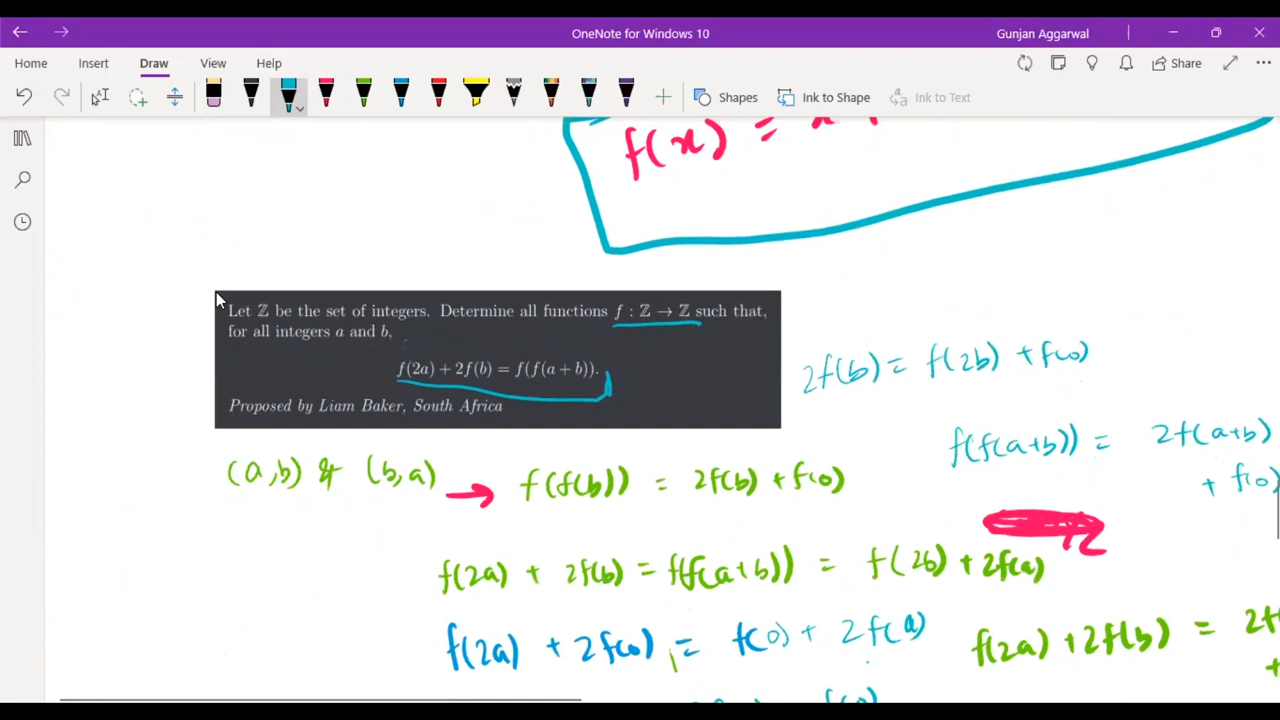 OneNote for Windows 10
Gunjan Aggarwal
Home Insert Draw View Help
Share
Shapes Ink to Shape Ink to Text
f(x) = x
Let ℤ be the set of integers. Determine all functions f : ℤ → ℤ such that,
for all integers a and b,
f(2a) + 2f(b) = f(f(a + b)).
Proposed by Liam Baker, South Africa
2f(b) = f(2b) + f(0)
f(f(a+b)) = 2f(a+b)
+ f(0)
(a,b) & (b,a) → f(f(b)) = 2f(b) + f(0)
f(2a) + 2f(b) = f(f(a+b)) = f(2b) + 2f(a)
f(2a) + 2f(0) = f(0) + 2f(a)
f(2a) + 2f(b) = 2f
+
f(0)